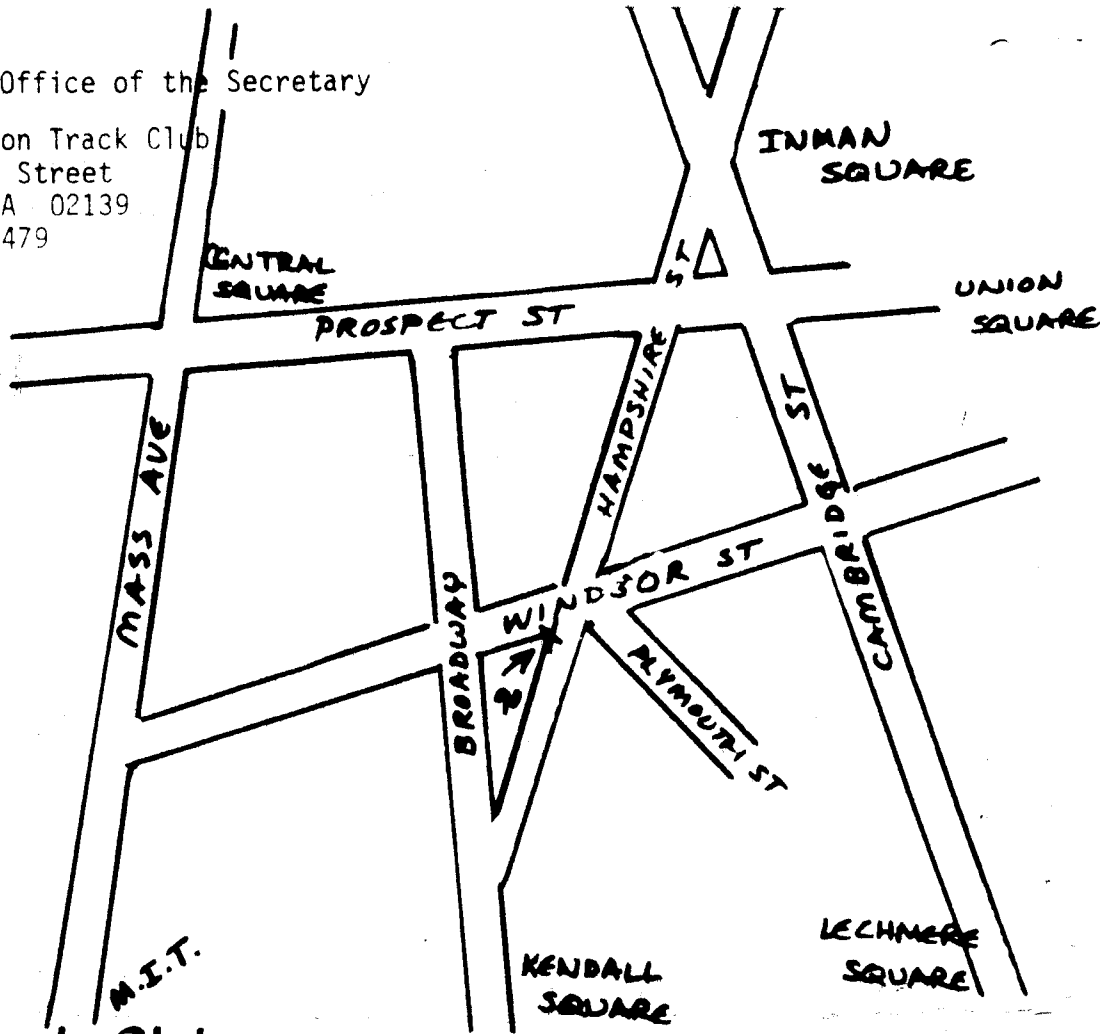 Office of the Secretary
on Track Club
Street
A 02139
479
INMAN
SQUARE
CENTRAL
SQUARE
UNION
SQUARE
PROSPECT ST
HAMPSHIRE
ST
MASS AVE
CAMBRIDGE ST
WINDSOR ST
BROADWAY
PLYMOUTH ST
M.I.T.
KENDALL
SQUARE
LECHMERE
SQUARE